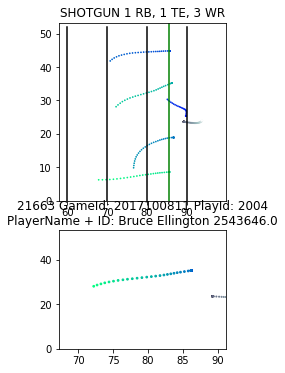 SHOTGUN 1 RB, 1 TE, 3 WR
50
40
30
20
10
0
60 70 80 90
21663 GameId: 2017100811 PlayId: 2004
PlayerName + ID: Bruce Ellington 2543646.0
40
20
0
70 75 80 85 90